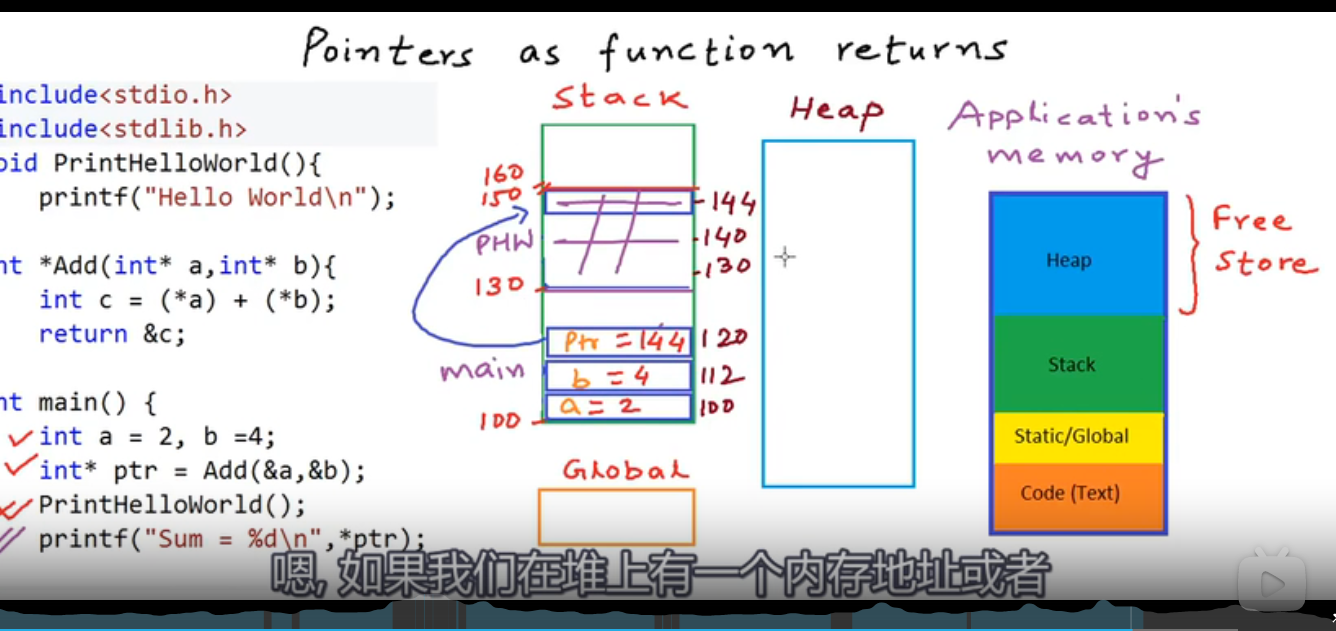 Pointers as function returns
include<stdio.h>
include<stdlib.h>
oid PrintHelloWorld(){
printf("Hello World\n");
nt *Add(int* a,int* b){
int c = (*a) + (*b);
return &c;
nt main() {
int a = 2, b =4;
int* ptr = Add(&a,&b);
PrintHelloWorld();
printf("Sum = %d\n",*ptr);
Stack
160
150
144
PHW
140
130
130
Ptr = 144
120
main
b = 4
112
a = 2
100
100
Global
Heap
Application's
memory
Heap
Free
Store
Stack
Static/Global
Code (Text)
嗯, 如果我们在堆上有一个内存地址或者